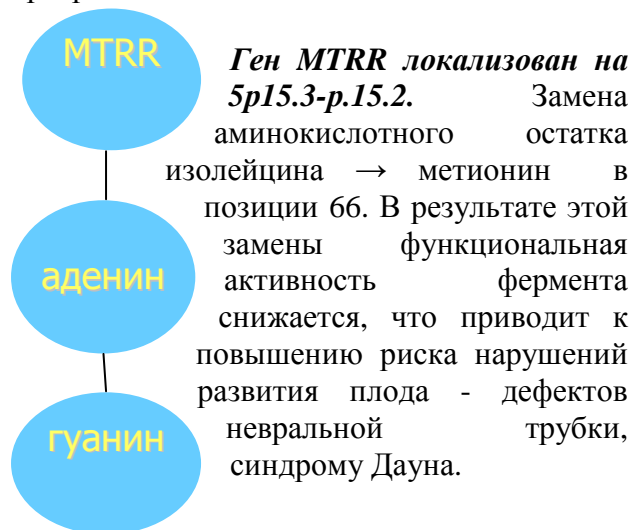 MTRR
аденин
гуанин
Ген MTRR локализован на
5p15.3-p.15.2. Замена
аминокислотного остатка
изолейцина → метионин в
позиции 66. В результате этой
замены функциональная
активность фермента
снижается, что приводит к
повышению риска нарушений
развития плода - дефектов
невральной трубки,
синдрому Дауна.